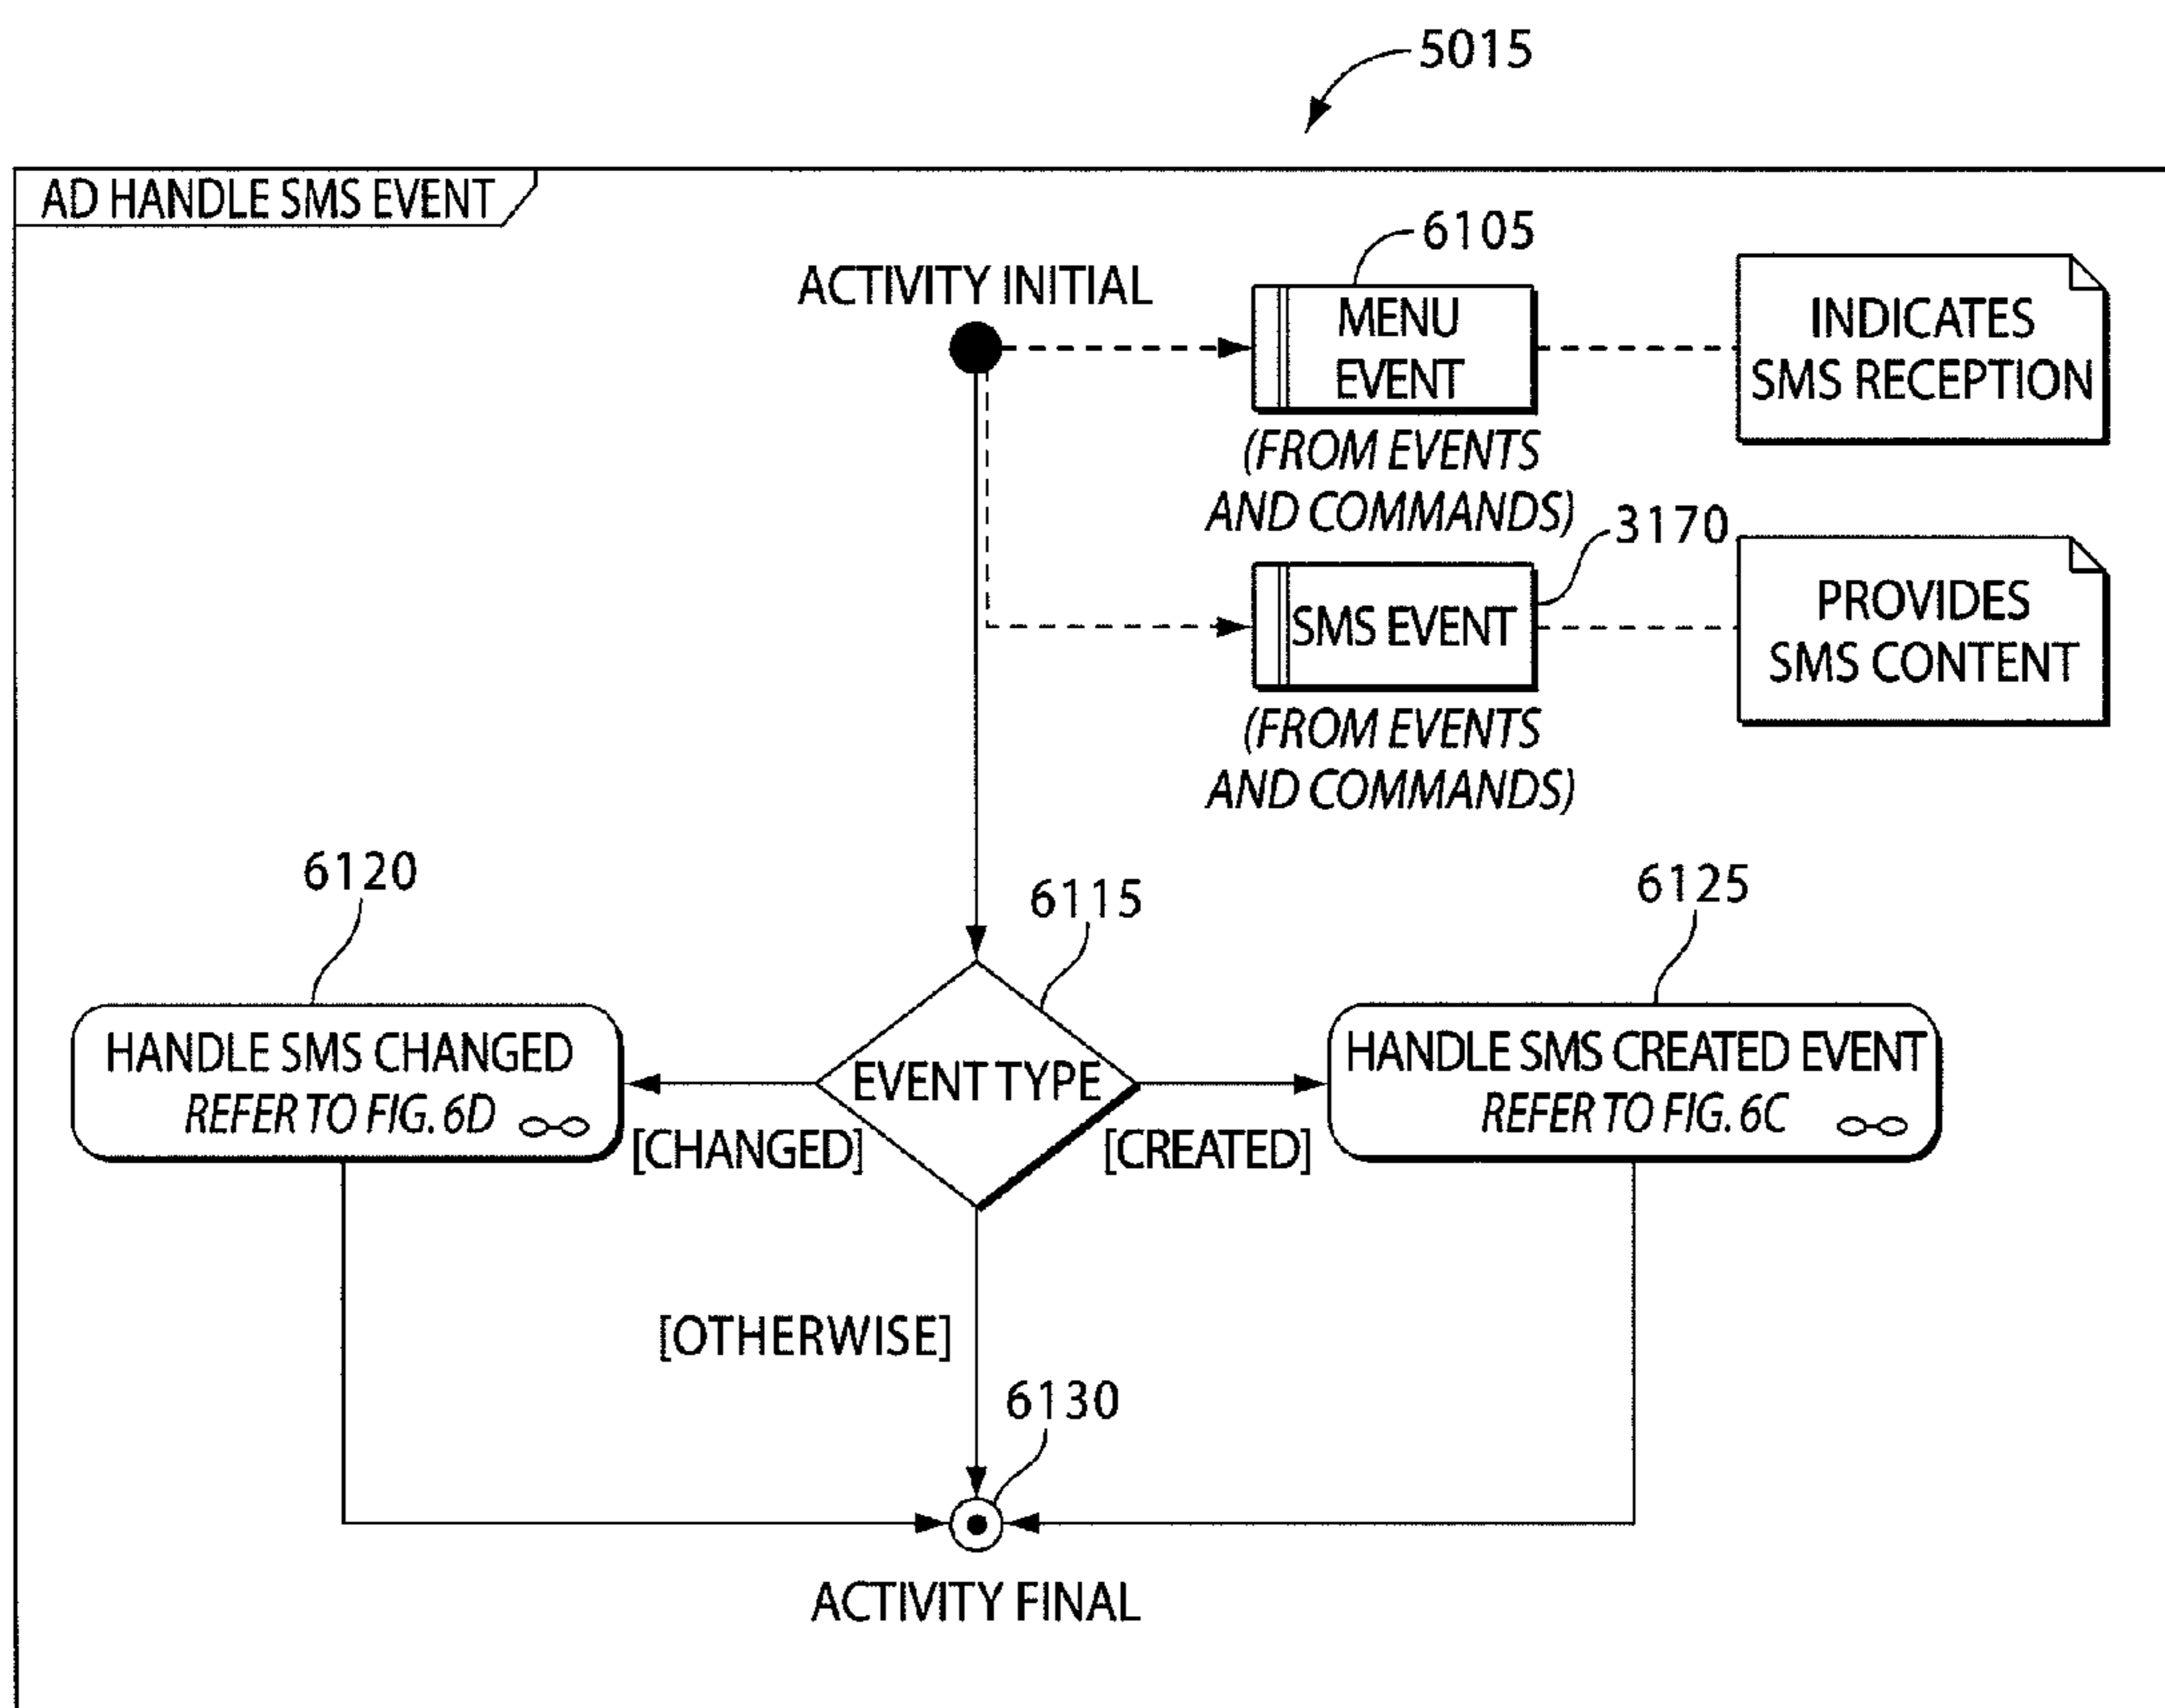 5015
AD HANDLE SMS EVENT
6105
ACTIVITY INITIAL
MENU
EVENT
INDICATES
SMS RECEPTION
(FROM EVENTS
AND COMMANDS)
3170
SMS EVENT
PROVIDES
SMS CONTENT
(FROM EVENTS
AND COMMANDS)
6120
6115
6125
HANDLE SMS CHANGED
REFER TO FIG. 6D
EVENT TYPE
HANDLE SMS CREATED EVENT
REFER TO FIG. 6C
[CHANGED]
[CREATED]
[OTHERWISE]
6130
ACTIVITY FINAL